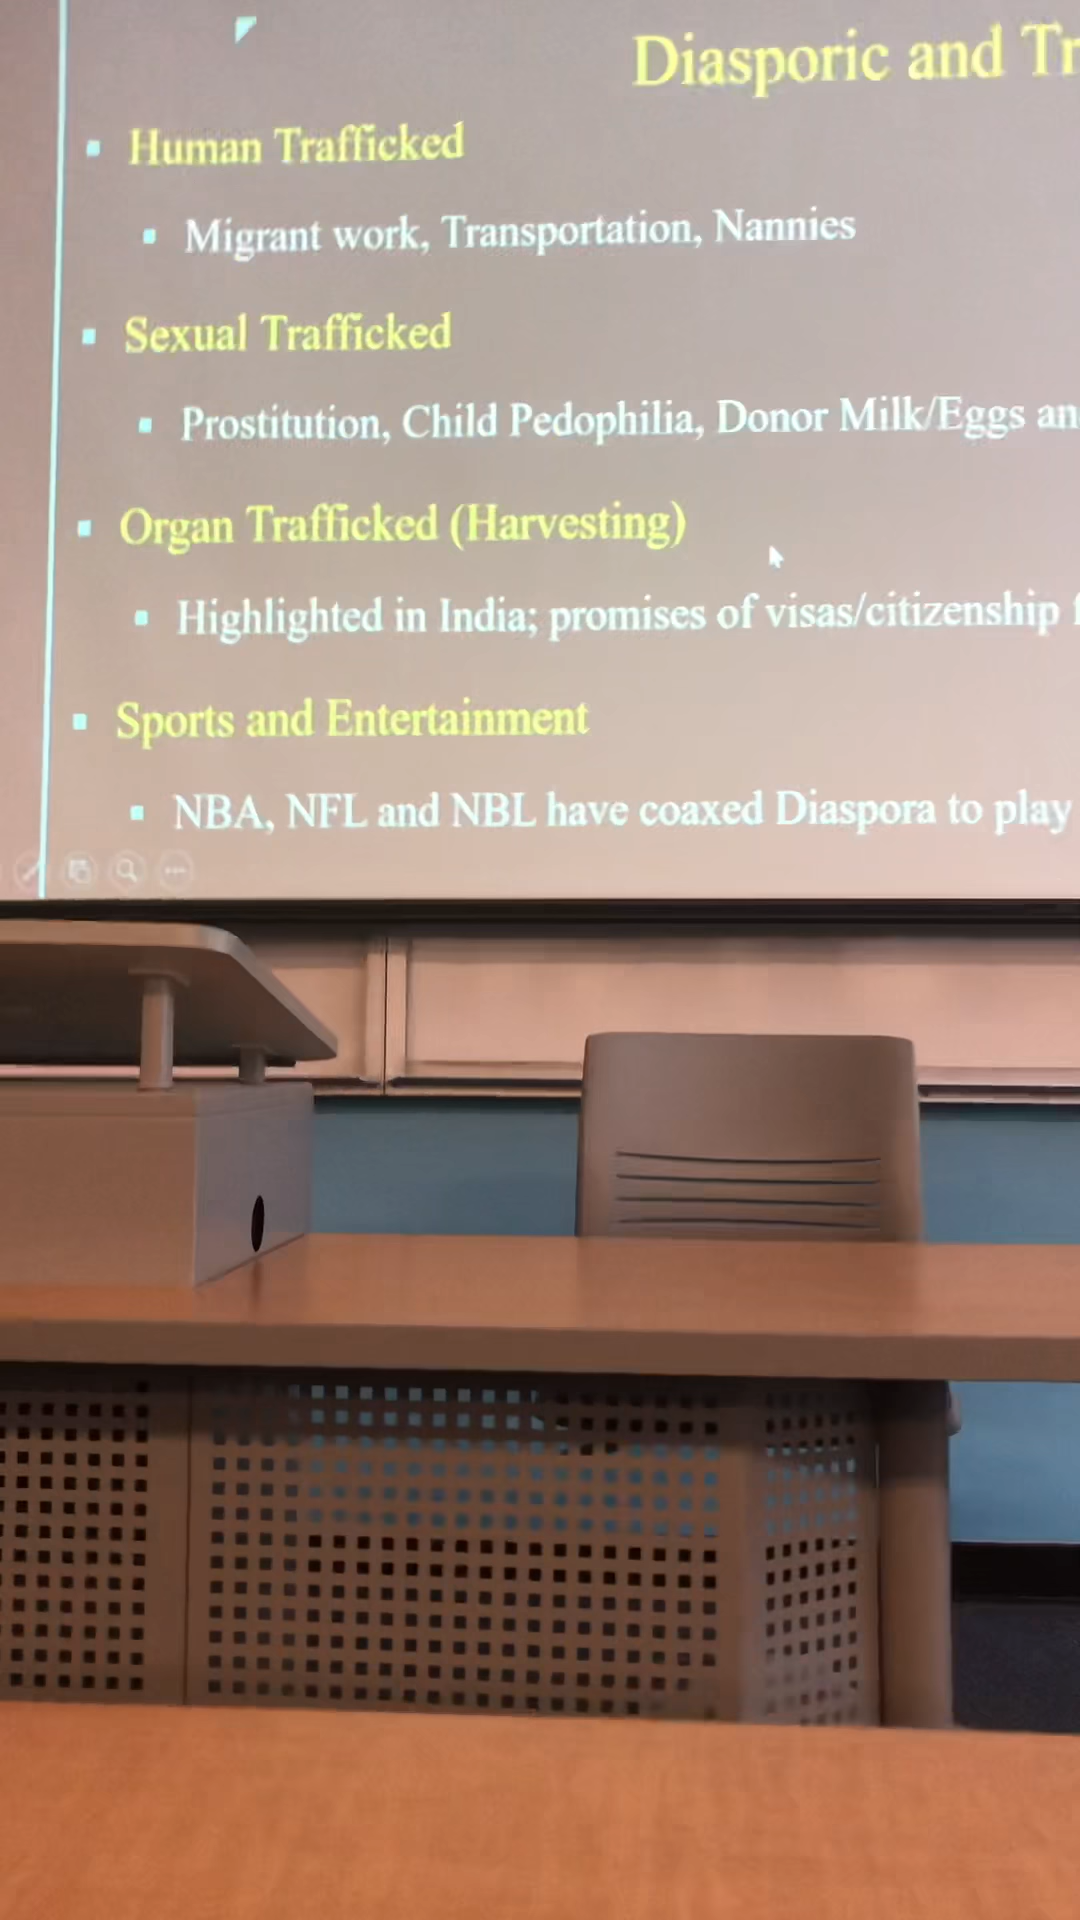 Diasporic and Tr
Human Trafficked
Migrant work, Transportation, Nannies
Sexual Trafficked
Prostitution, Child Pedophilia, Donor Milk/Eggs an
Organ Trafficked (Harvesting)
Highlighted in India; promises of visas/citizenship f
Sports and Entertainment
NBA, NFL and NBL have coaxed Diaspora to play